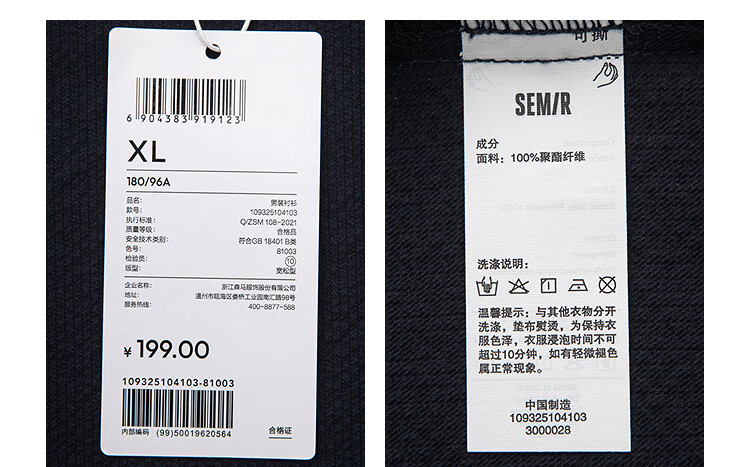 6 904383 919123
XL
180/96A
品名: 男装衬衫
款号: 109325104103
执行标准: Q/ZSM 108-2021
质量等级: 合格品
安全技术类别: 符合GB 18401 B类
色号: 81003
检验员: 10
版型: 宽松型
企业名称: 浙江森马服饰股份有限公司
地址: 温州市瓯海区娄桥工业园南汇路98号
服务热线: 400-8877-588
¥ 199.00
109325104103-81003
内部编码 (99)50019620564
合格证
可撕
SEM/R
成分
面料: 100%聚酯纤维
洗涤说明:
温馨提示: 与其他衣物分开
洗涤, 垫布熨烫, 为保持衣
服色泽, 衣服浸泡时间不可
超过10分钟, 如有轻微褪色
属正常现象。
中国制造
109325104103
3000028